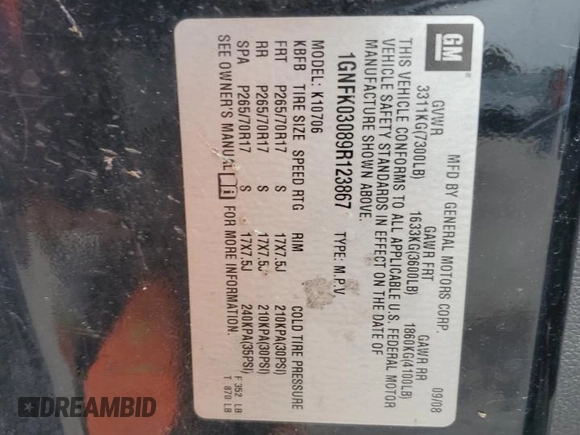 GM
MFD BY GENERAL MOTORS CORP. 09/08
GVWR GAWR FRT GAWR RR
3311KG(7300LB) 1633KG(3600LB) 1860KG(4100LB)
THIS VEHICLE CONFORMS TO ALL APPLICABLE U.S. FEDERAL MOTOR
VEHICLE SAFETY STANDARDS IN EFFECT ON THE DATE OF
MANUFACTURE SHOWN ABOVE.
1GNFK03089R123867 TYPE: M.P.V
MODEL: K10706
KBFB TIRE SIZE SPEED RTG RIM COLD TIRE PRESSURE
FRT P265/70R17 S 17X7.5J 210KPA(30PSI)
RR P265/70R17 S 17X7.5J 210KPA(30PSI)
SPA P265/70R17 S 17X7.5J 240KPA(35PSI)
SEE OWNER'S MANUAL FOR MORE INFORMATION.
F 352 LB
T 870 LB
DREAMBID